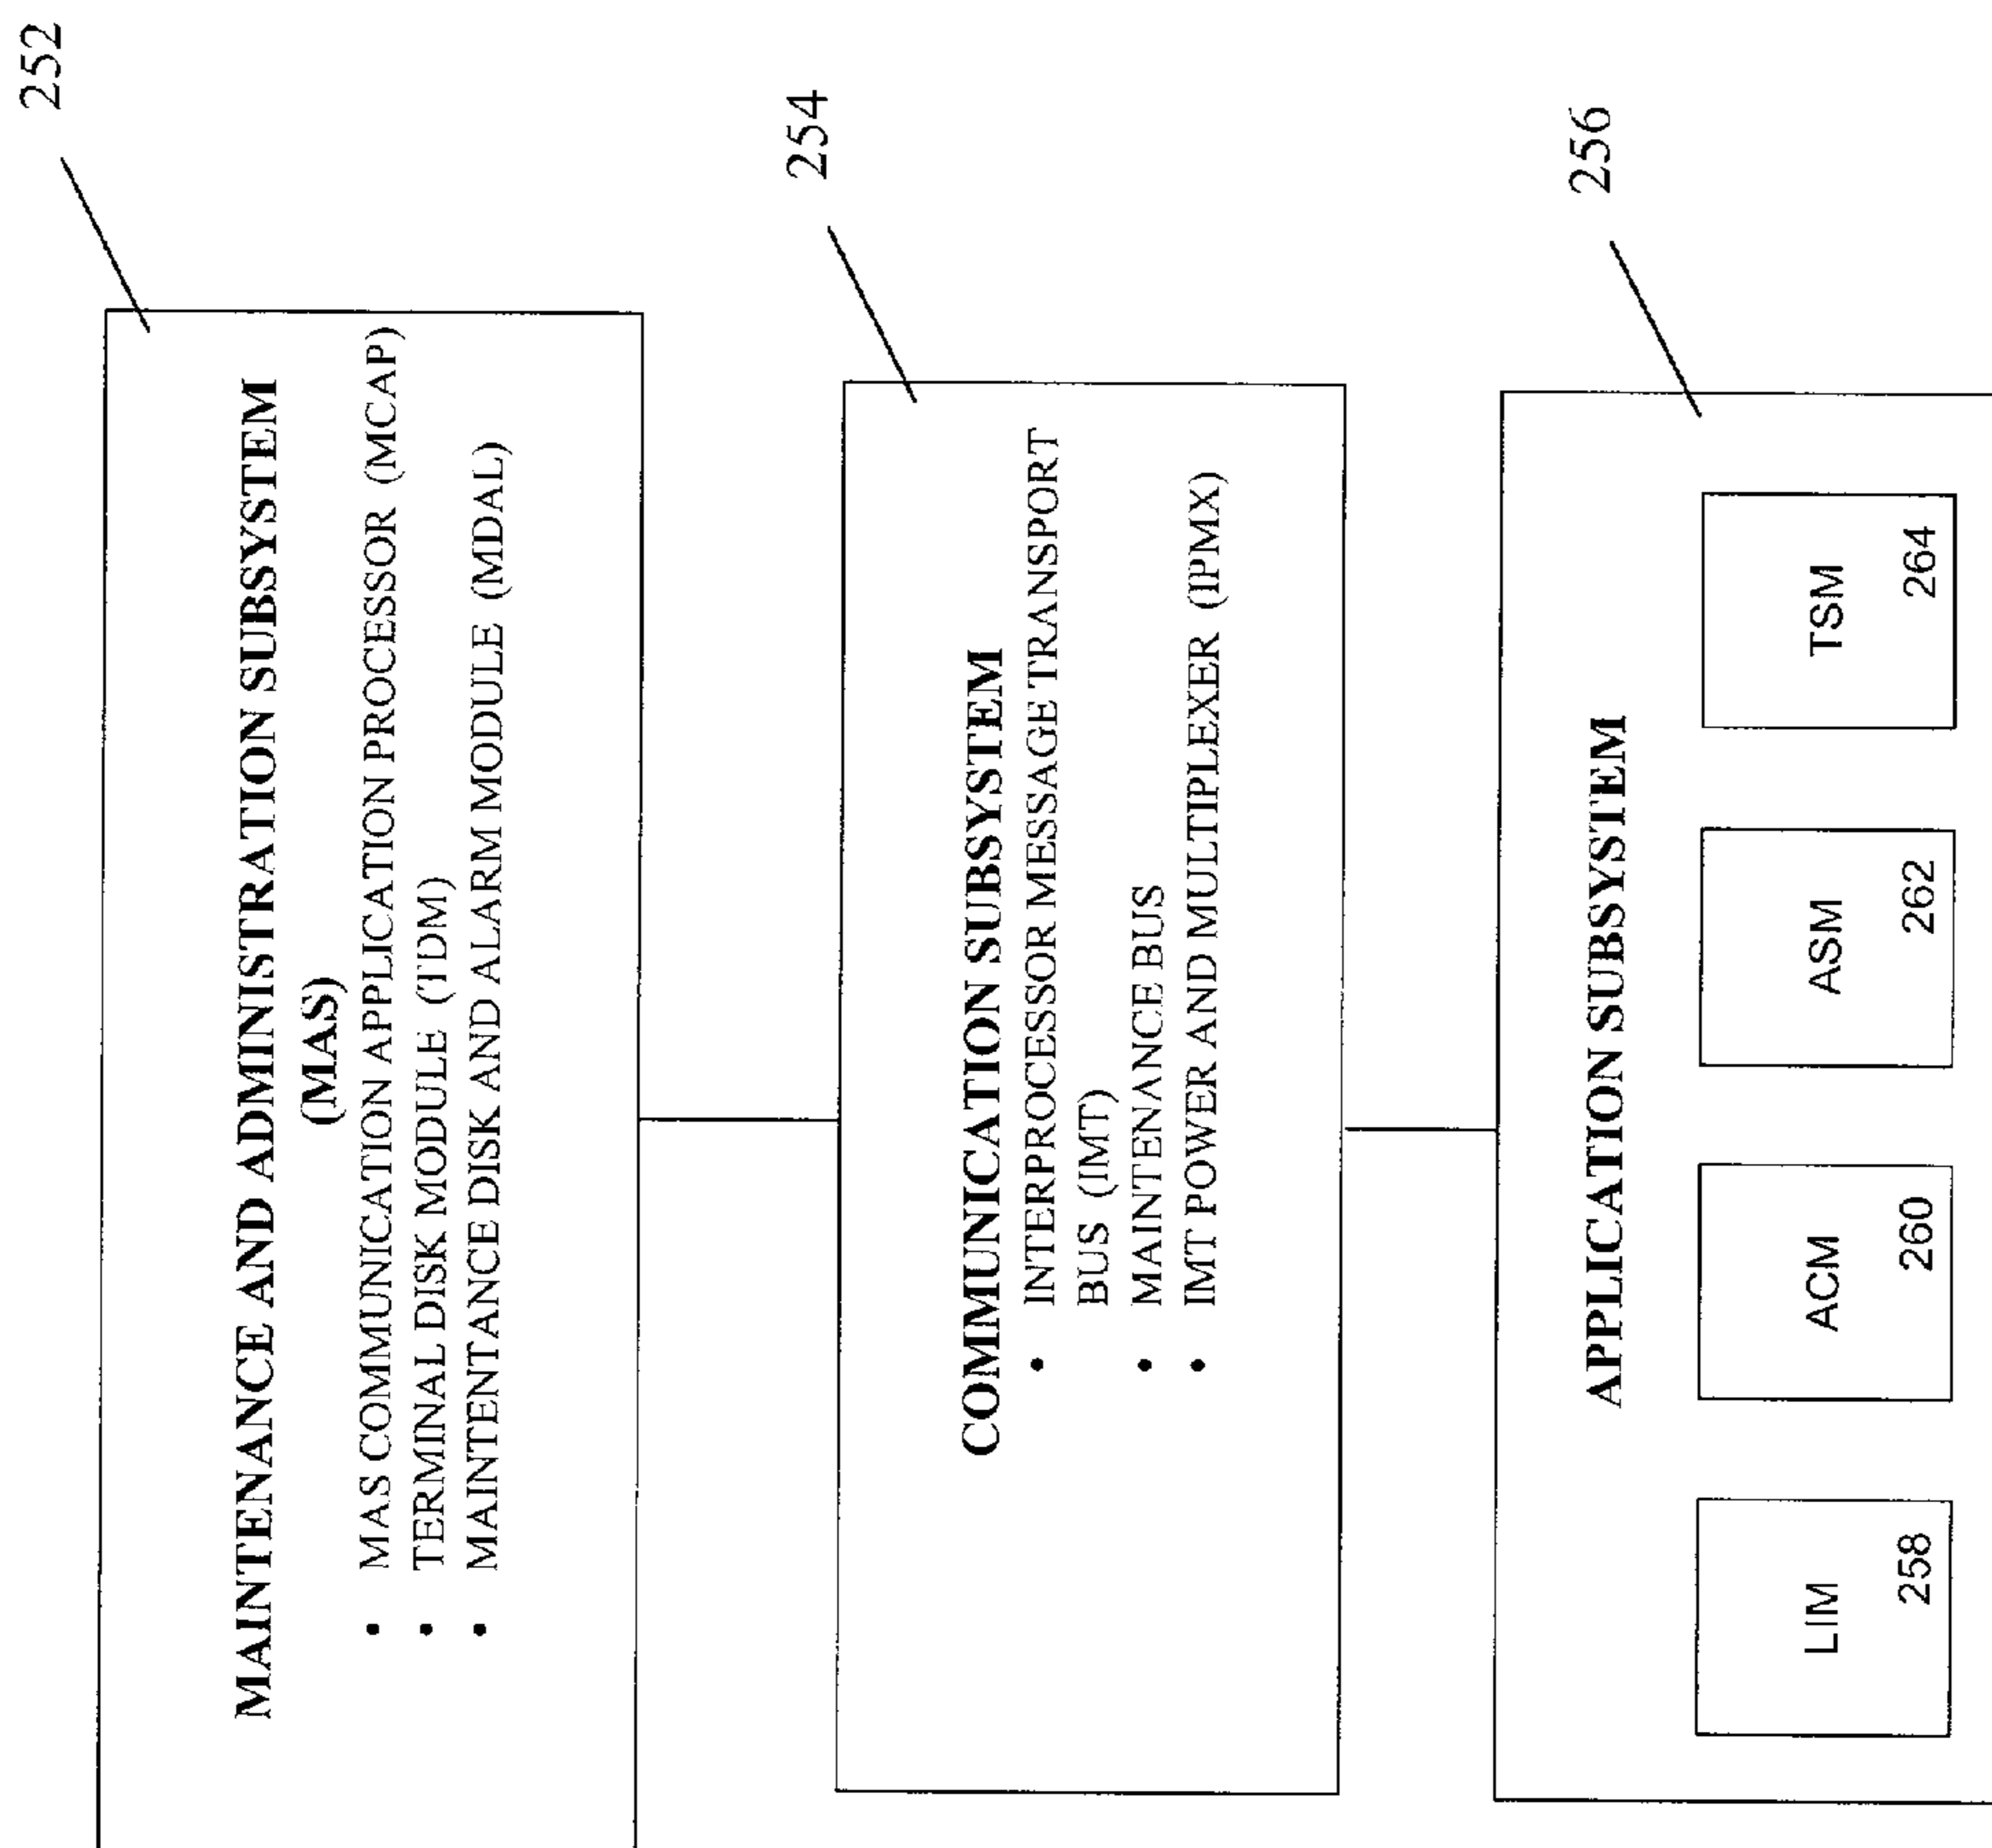 252
MAINTENANCE AND ADMINISTRATION SUBSYSTEM
(MAS)
• MAS COMMUNICATION APPLICATION PROCESSOR (MCAP)
• TERMINAL DISK MODULE (TDM)
• MAINTENTANCE DISK AND ALARM MODULE (MDAL)
254
COMMUNICATION SUBSYSTEM
• INTERPROCESSOR MESSAGE TRANSPORT
BUS (IMT)
• MAINTENANCE BUS
• IMT POWER AND MULTIPLEXER (IPMX)
256
APPLICATION SUBSYSTEM
LIM
258
ACM
260
ASM
262
TSM
264